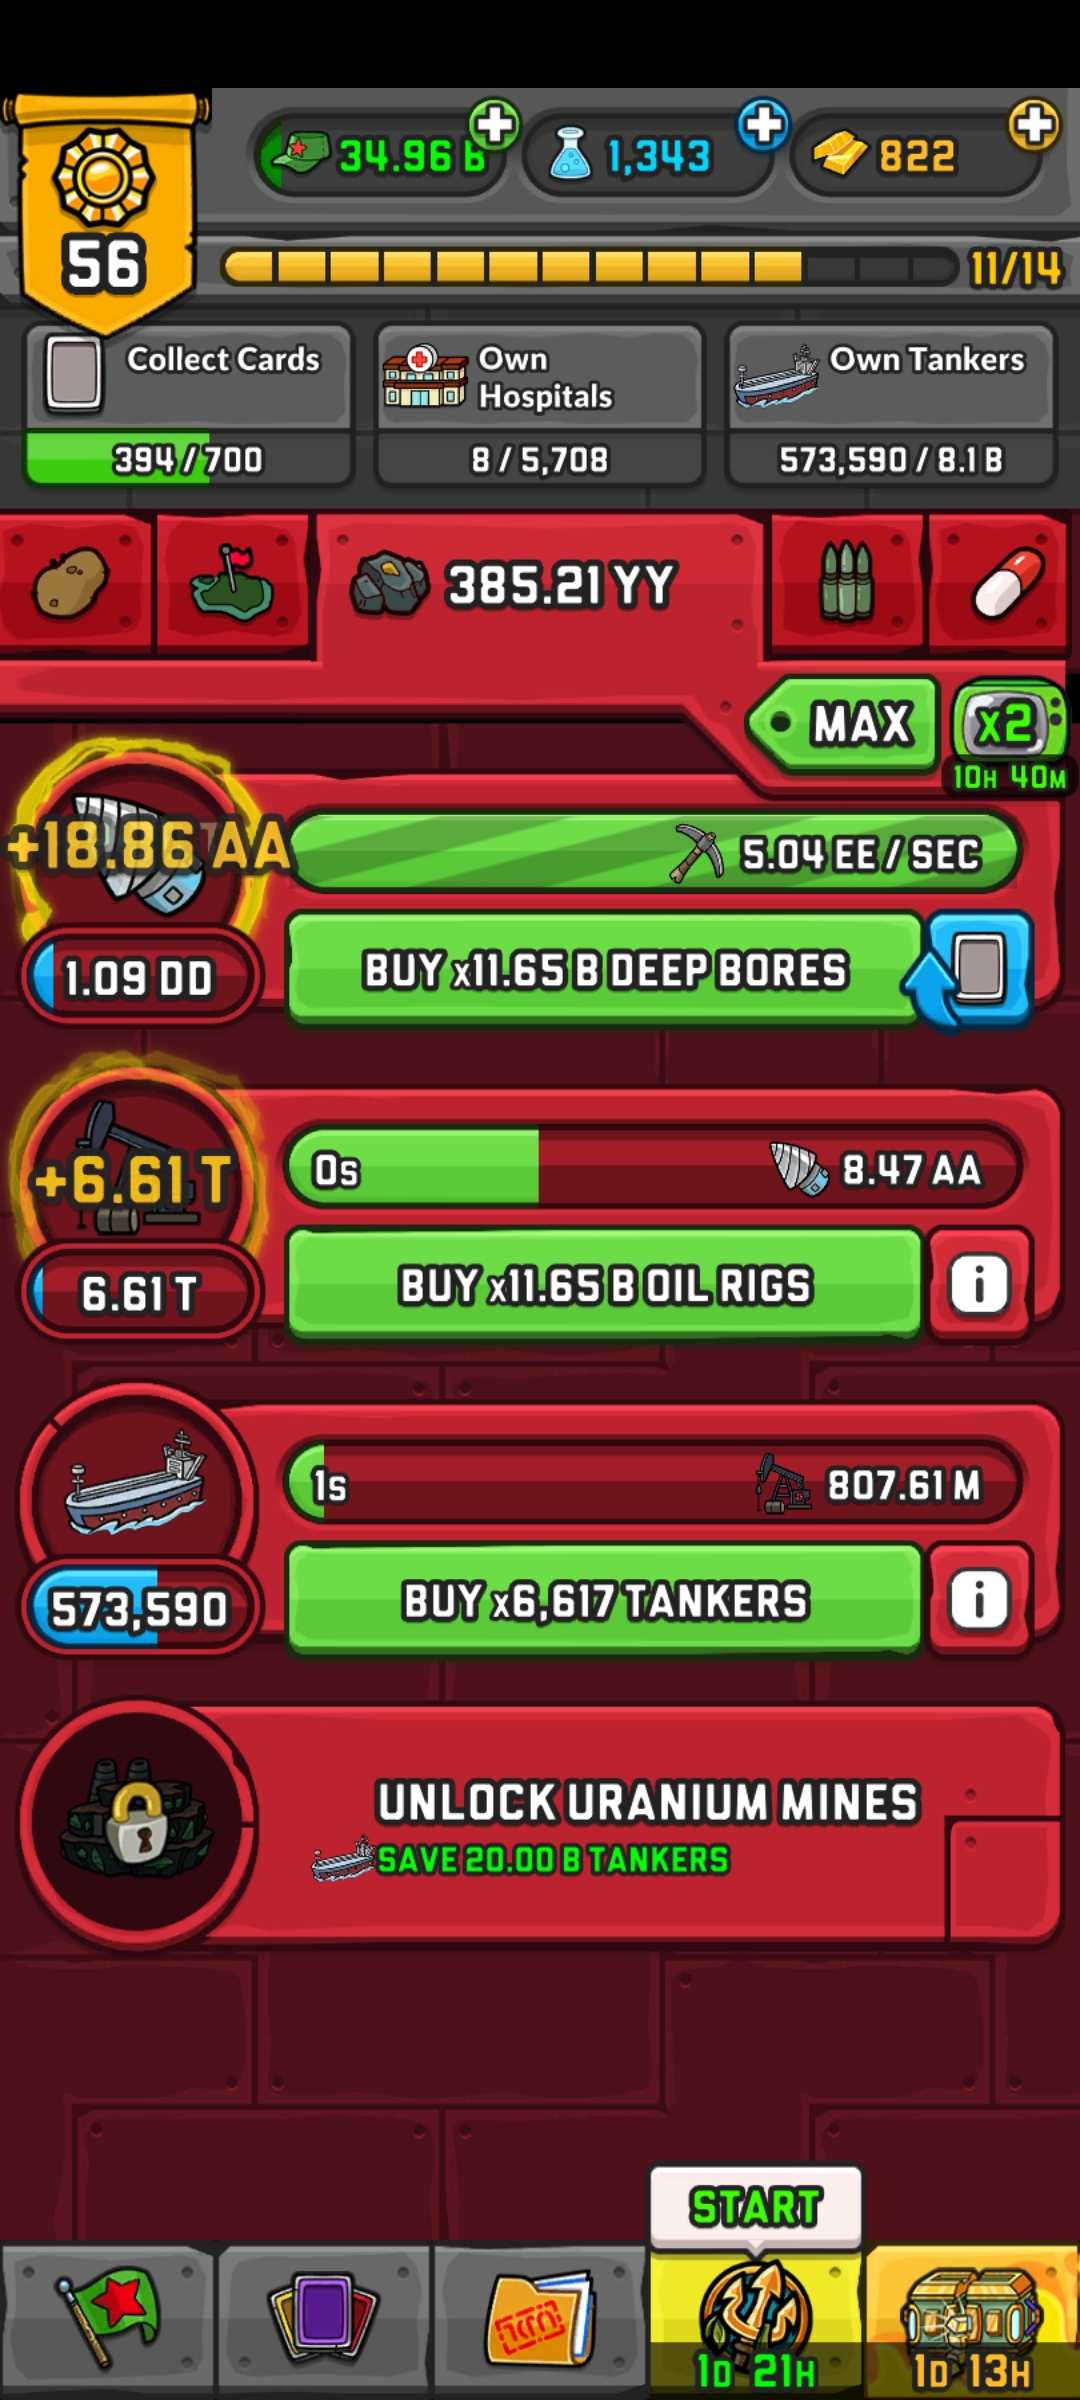 56
34.96 B
1,343
822
11/14
Collect Cards
394/700
Own
Hospitals
8/5,708
Own Tankers
573,590/8.1 B
385.21 YY
MAX
x2
10H 40M
+18.86 AA
5.04 EE/SEC
1.09 DD
BUY x11.65 B DEEP BORES
+6.61 T
0s
8.47 AA
6.61 T
BUY x11.65 B OIL RIGS
i
1s
807.61 M
573,590
BUY x6,617 TANKERS
i
UNLOCK URANIUM MINES
SAVE 20.00 B TANKERS
START
1D 21H
1D 13H